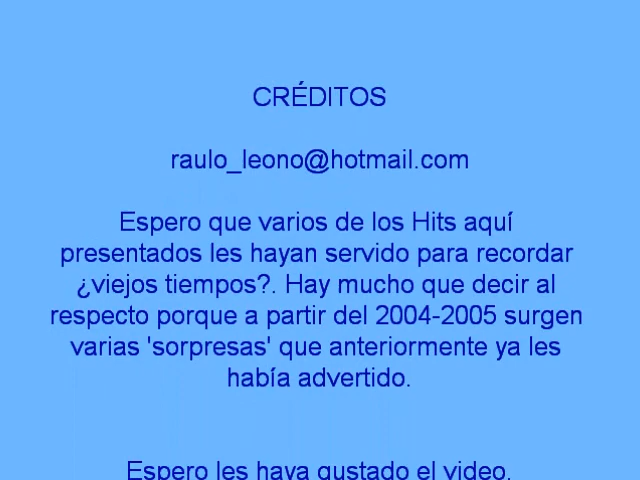 CRÉDITOS
raulo_leono@hotmail.com
Espero que varios de los Hits aquí
presentados les hayan servido para recordar
¿viejos tiempos?. Hay mucho que decir al
respecto porque a partir del 2004-2005 surgen
varias 'sorpresas' que anteriormente ya les
había advertido.
Espero les haya gustado el video.